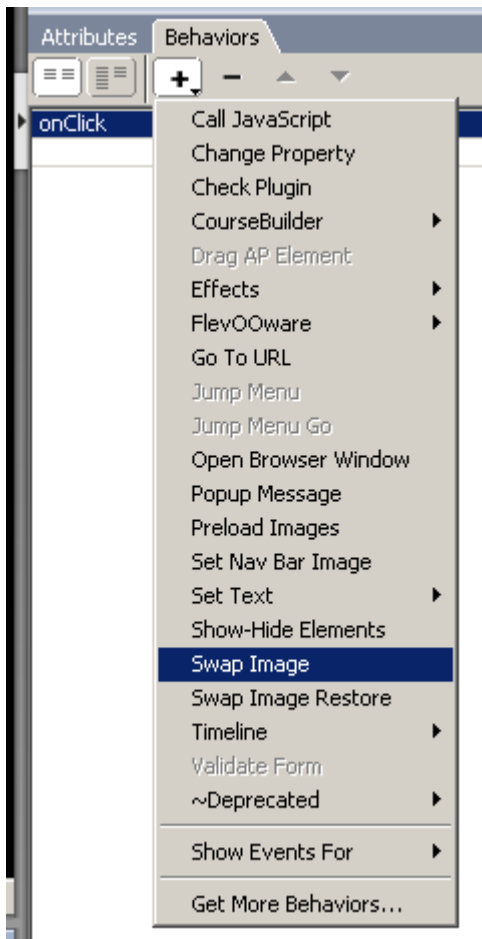 Attributes Behaviors
onClick
Call JavaScript
Change Property
Check Plugin
CourseBuilder
Drag AP Element
Effects
FlevOOware
Go To URL
Jump Menu
Jump Menu Go
Open Browser Window
Popup Message
Preload Images
Set Nav Bar Image
Set Text
Show-Hide Elements
Swap Image
Swap Image Restore
Timeline
Validate Form
~Deprecated
Show Events For
Get More Behaviors...